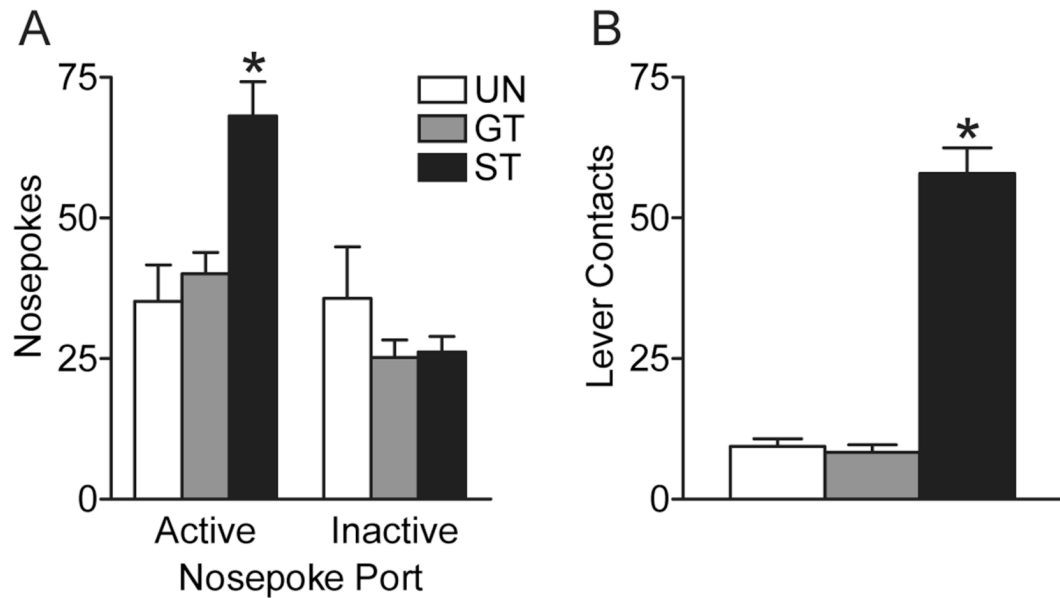 A
75
50
25
0
Nosepokes
*
UN
GT
ST
Active Inactive
Nosepoke Port
B
75
50
25
0
Lever Contacts
*